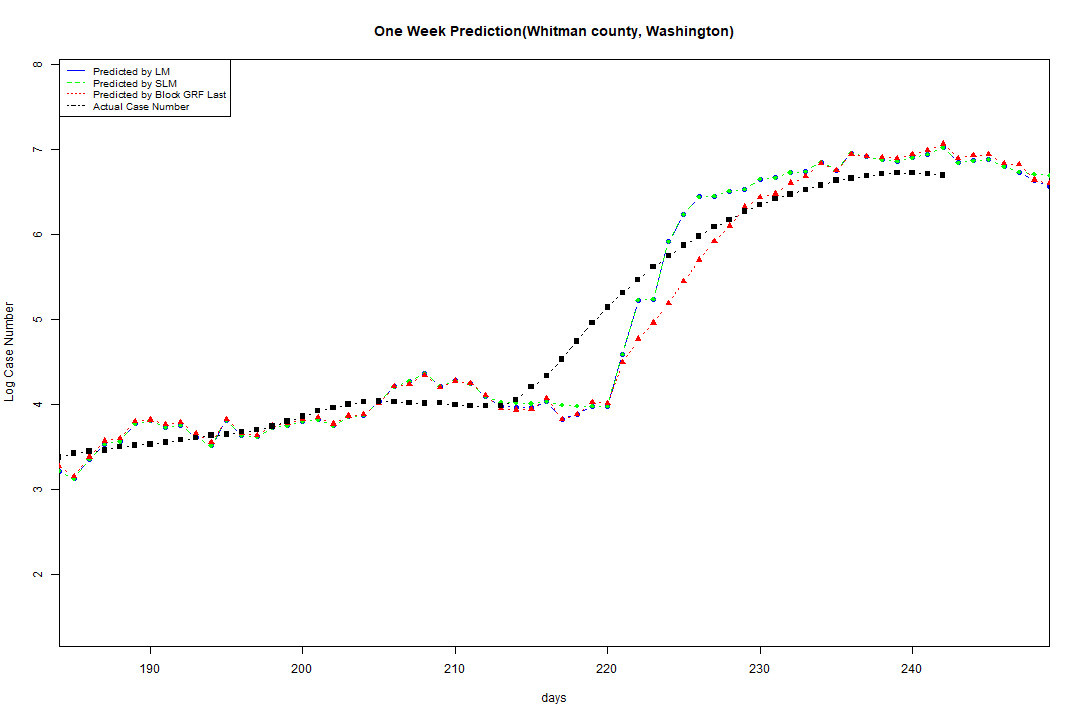 One Week Prediction(Whitman county, Washington)
Predicted by LM
Predicted by SLM
Predicted by Block GRF Last
Actual Case Number
8
7
6
5
4
3
2
Log Case Number
190 200 210 220 230 240
days